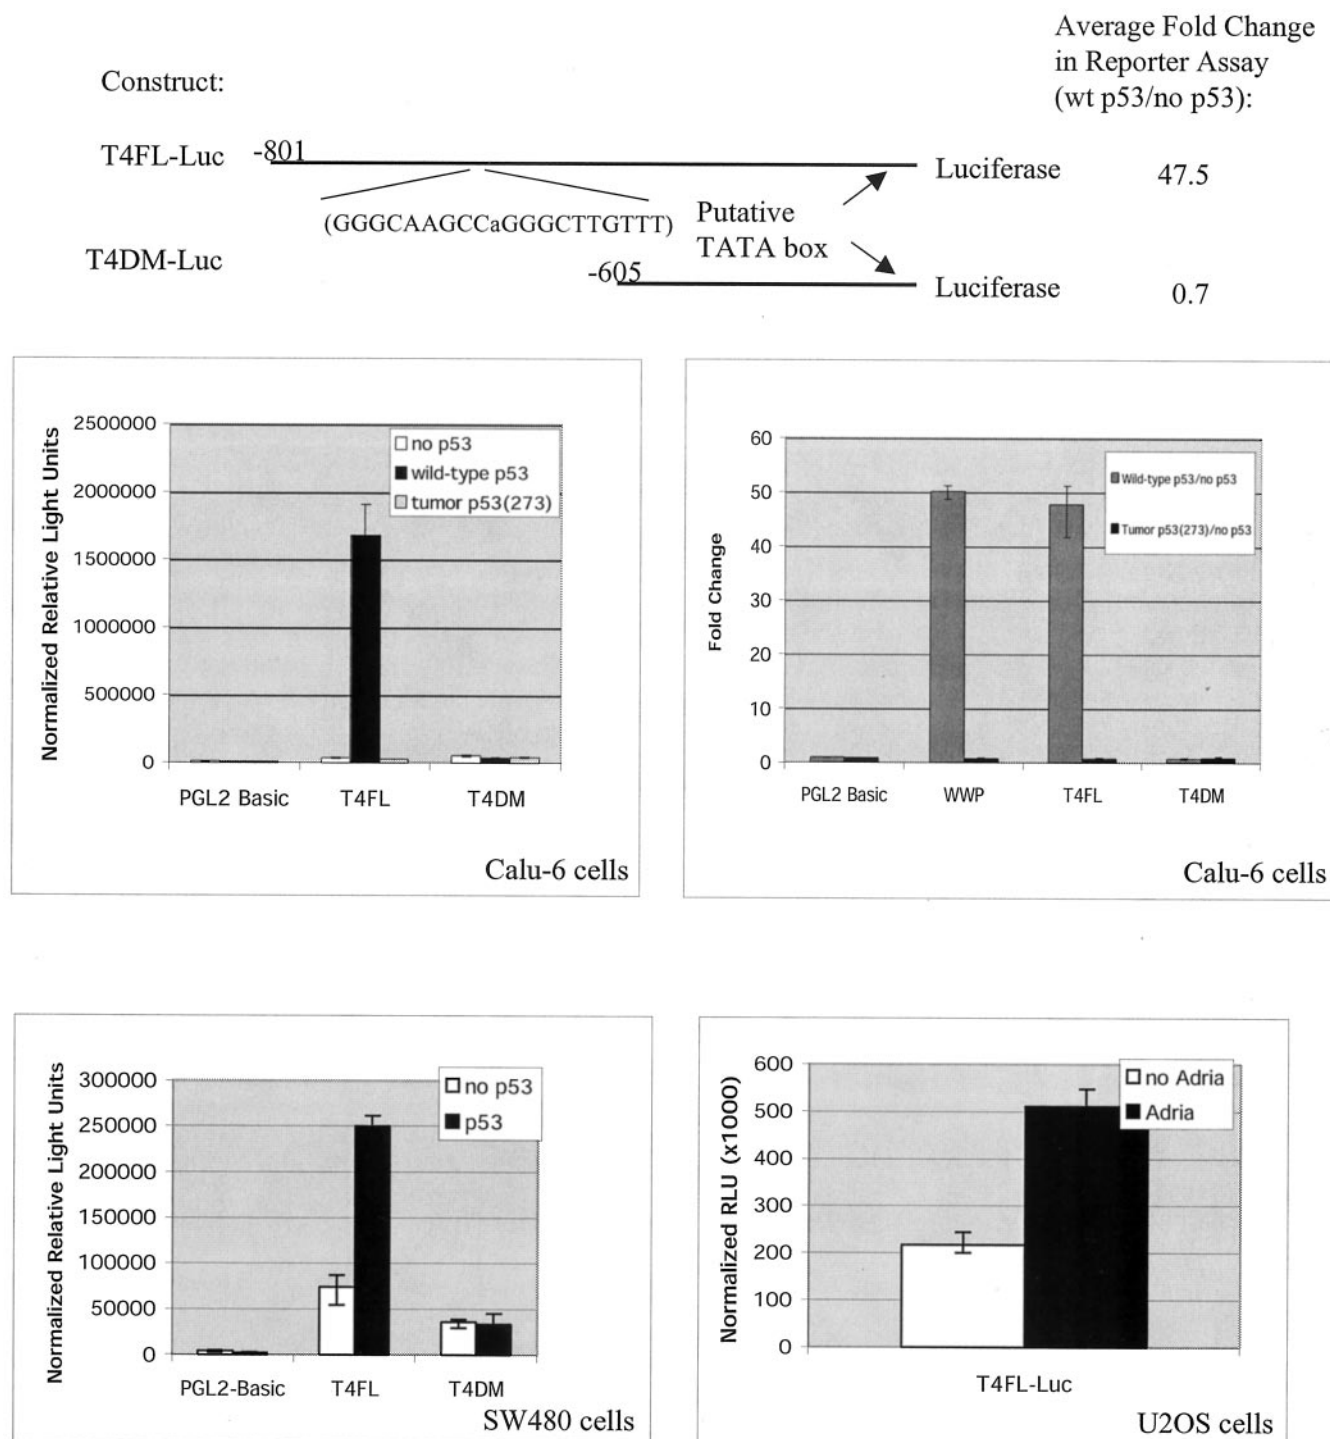 Average Fold Change
in Reporter Assay
(wt p53/no p53):
Construct:
T4FL-Luc -801 Luciferase 47.5
(GGGCAAGCCaGGGCTTGTTT) Putative
TATA box
T4DM-Luc -605 Luciferase 0.7
Normalized Relative Light Units
2500000
2000000
1500000
1000000
500000
0
no p53
wild-type p53
tumor p53(273)
PGL2 Basic T4FL T4DM
Calu-6 cells
Fold Change
60
50
40
30
20
10
0
Wild-type p53/no p53
Tumor p53(273)/no p53
PGL2 Basic WWP T4FL T4DM
Calu-6 cells
Normalized Relative Light Units
300000
250000
200000
150000
100000
50000
0
no p53
p53
PGL2-Basic T4FL T4DM
SW480 cells
Normalized RLU (x1000)
600
500
400
300
200
100
0
no Adria
Adria
T4FL-Luc
U2OS cells